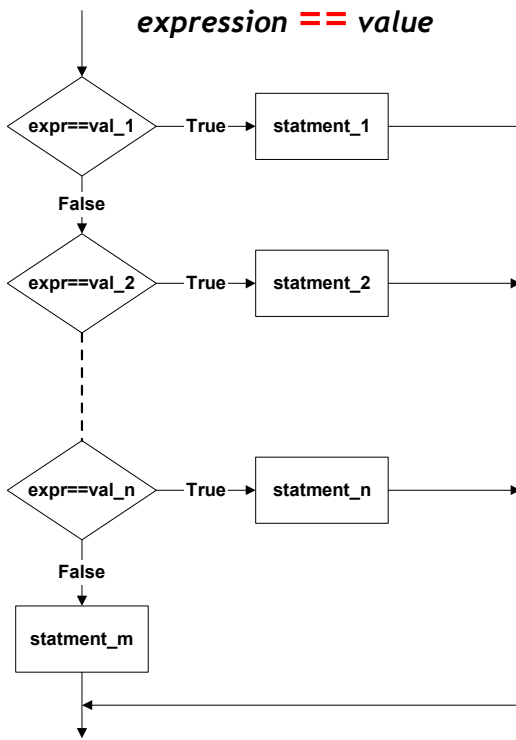 expression == value
expr==val_1
True
statment_1
False
expr==val_2
True
statment_2
expr==val_n
True
statment_n
False
statment_m